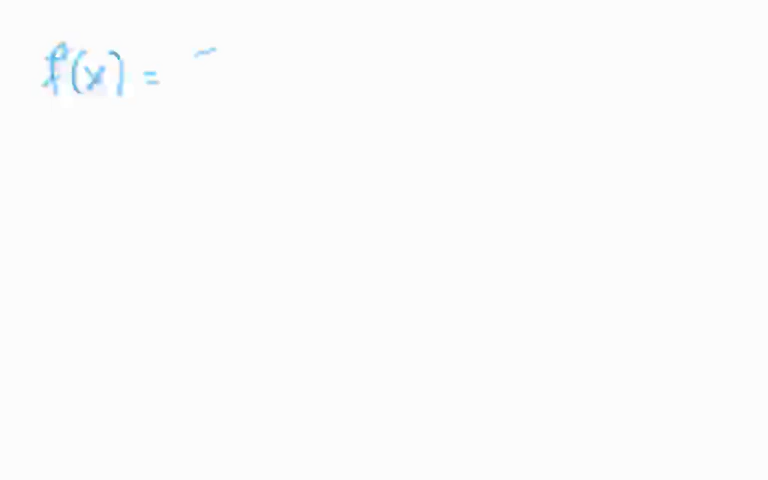 f(x) =